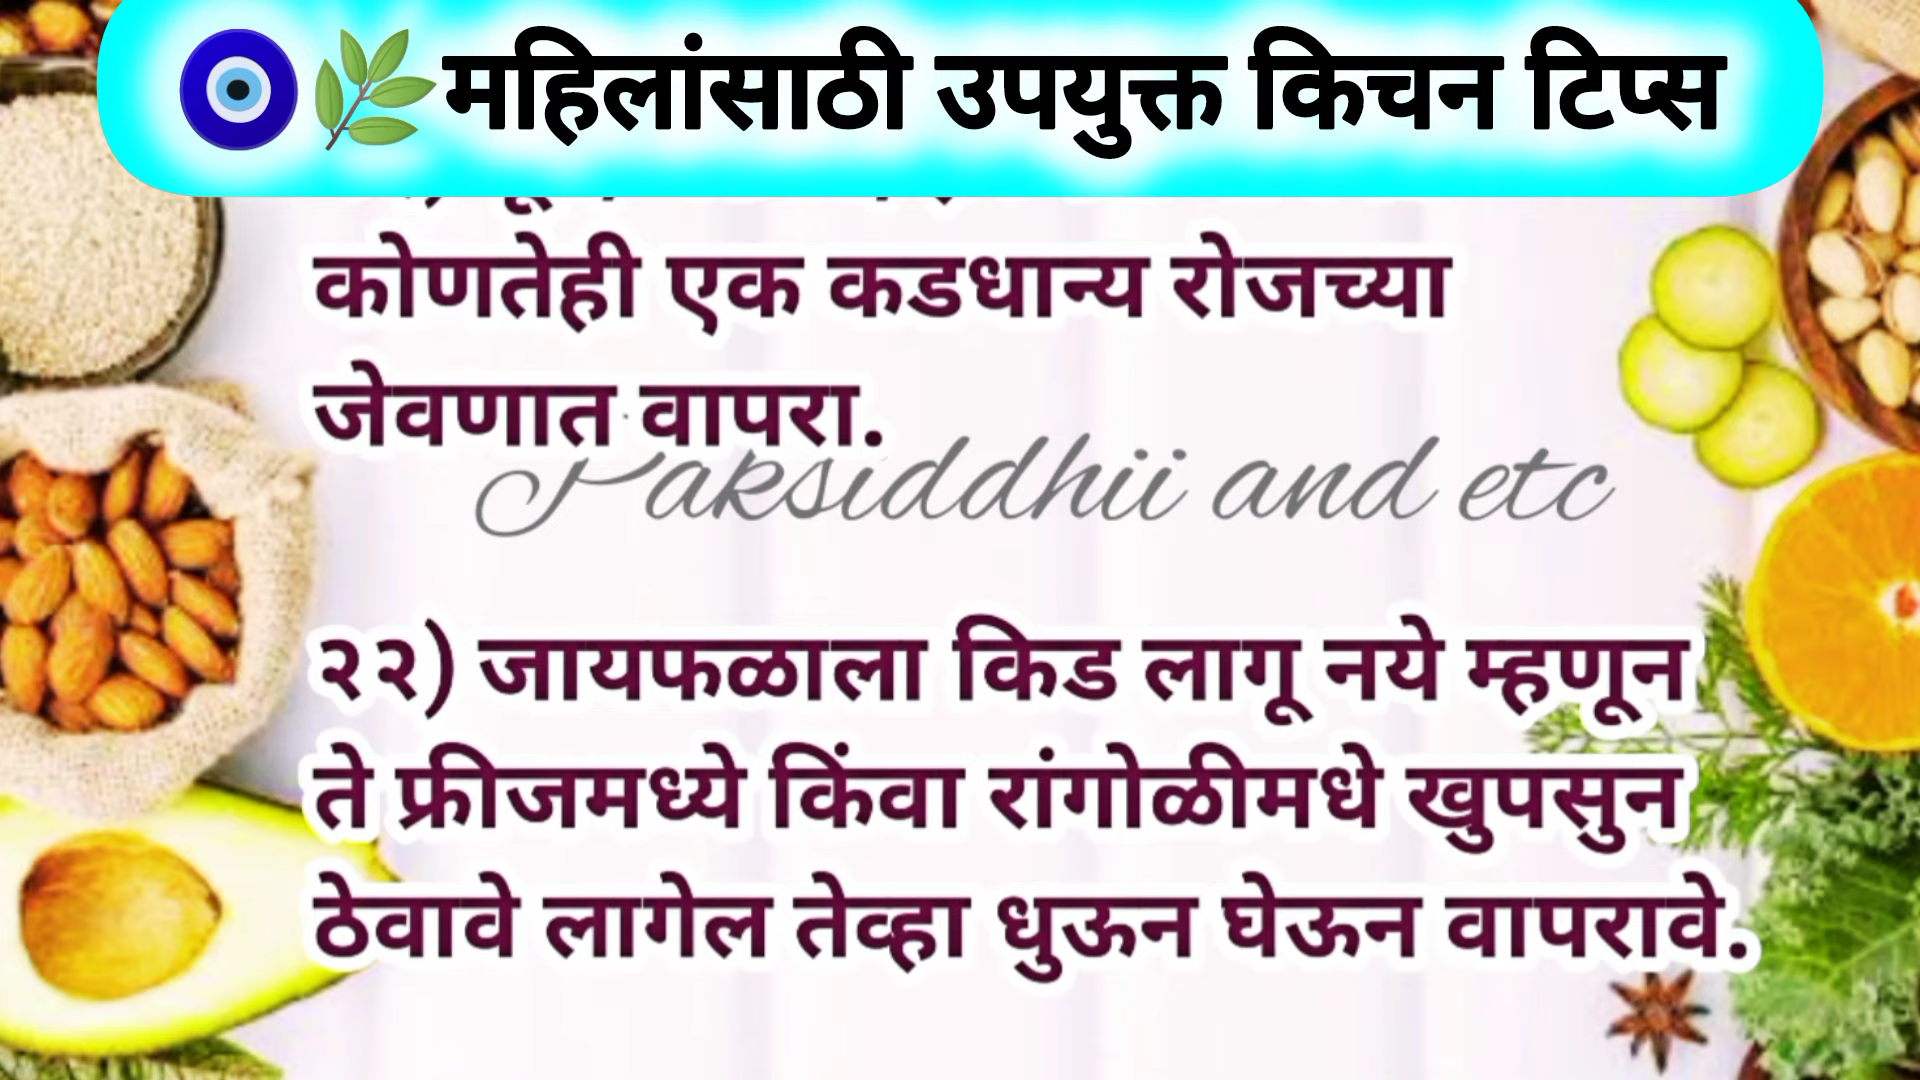 महिलांसाठी उपयुक्त किचन टिप्स
कोणतेही एक कडधान्य रोजच्या
जेवणात वापरा.
Paksiddhii and etc
२२) जायफळाला किड लागू नये म्हणून
ते फ्रीजमध्ये किंवा रांगोळीमधे खुपसुन
ठेवावे लागेल तेव्हा धुऊन घेऊन वापरावे.